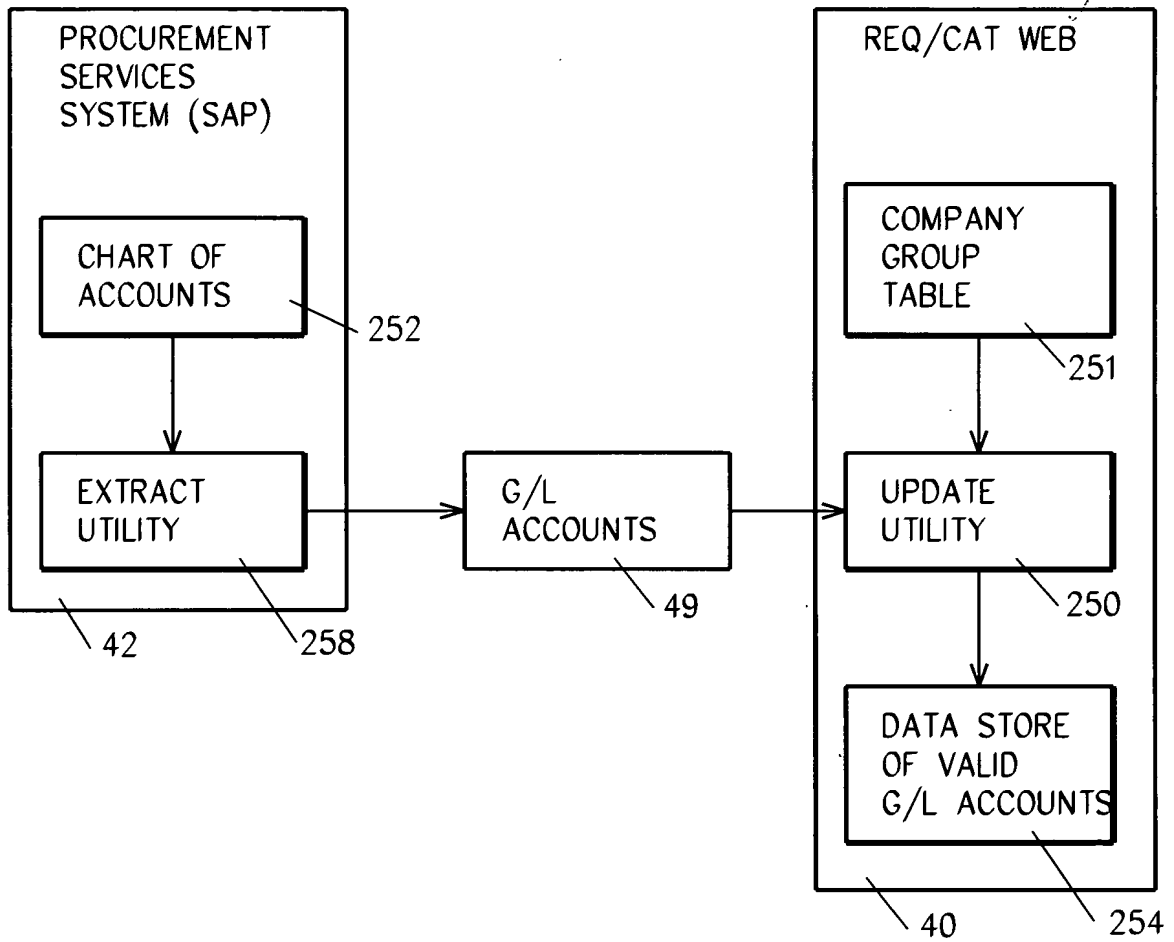 PROCUREMENT
SERVICES
SYSTEM (SAP)
CHART OF
ACCOUNTS
252
EXTRACT
UTILITY
258
42
G/L
ACCOUNTS
49
REQ/CAT WEB
COMPANY
GROUP
TABLE
251
UPDATE
UTILITY
250
DATA STORE
OF VALID
G/L ACCOUNTS
254
40